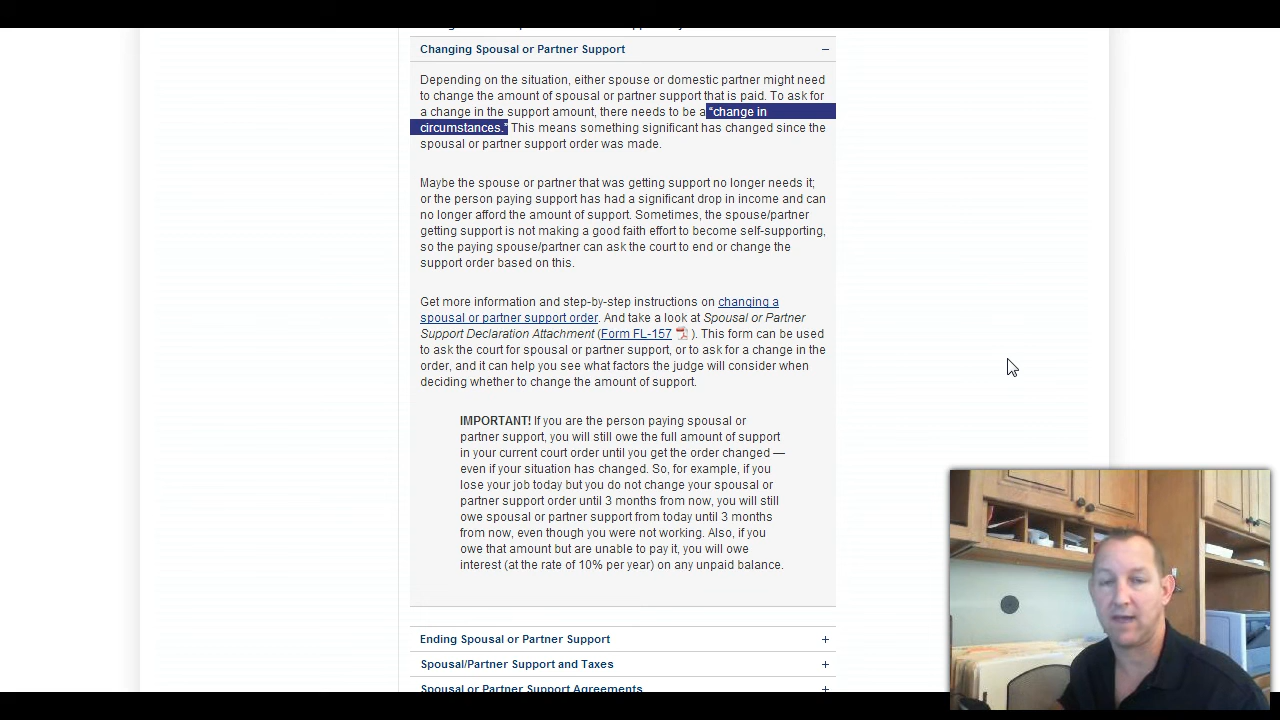 Changing Spousal or Partner Support
Depending on the situation, either spouse or domestic partner might need
to change the amount of spousal or partner support that is paid. To ask for
a change in the support amount, there needs to be a “change in
circumstances.” This means something significant has changed since the
spousal or partner support order was made.
Maybe the spouse or partner that was getting support no longer needs it;
or the person paying support has had a significant drop in income and can
no longer afford the amount of support. Sometimes, the spouse/partner
getting support is not making a good faith effort to become self-supporting,
so the paying spouse/partner can ask the court to end or change the
support order based on this.
Get more information and step-by-step instructions on changing a
spousal or partner support order. And take a look at Spousal or Partner
Support Declaration Attachment (Form FL-157 ). This form can be used
to ask the court for spousal or partner support, or to ask for a change in the
order, and it can help you see what factors the judge will consider when
deciding whether to change the amount of support.
IMPORTANT! If you are the person paying spousal or
partner support, you will still owe the full amount of support
in your current court order until you get the order changed —
even if your situation has changed. So, for example, if you
lose your job today but you do not change your spousal or
partner support order until 3 months from now, you will still
owe spousal or partner support from today until 3 months
from now, even though you were not working. Also, if you
owe that amount but are unable to pay it, you will owe
interest (at the rate of 10% per year) on any unpaid balance.
Ending Spousal or Partner Support
Spousal/Partner Support and Taxes
Spousal or Partner Support Agreements